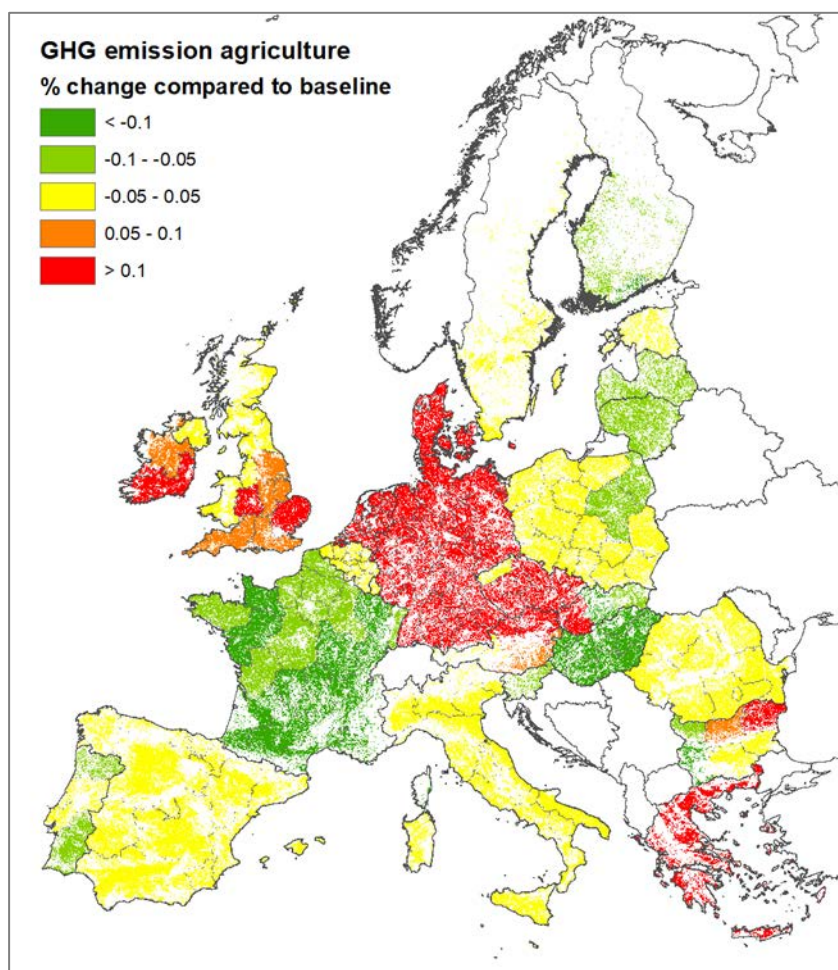 GHG emission agriculture
% change compared to baseline
< -0.1
-0.1 - -0.05
-0.05 - 0.05
0.05 - 0.1
> 0.1